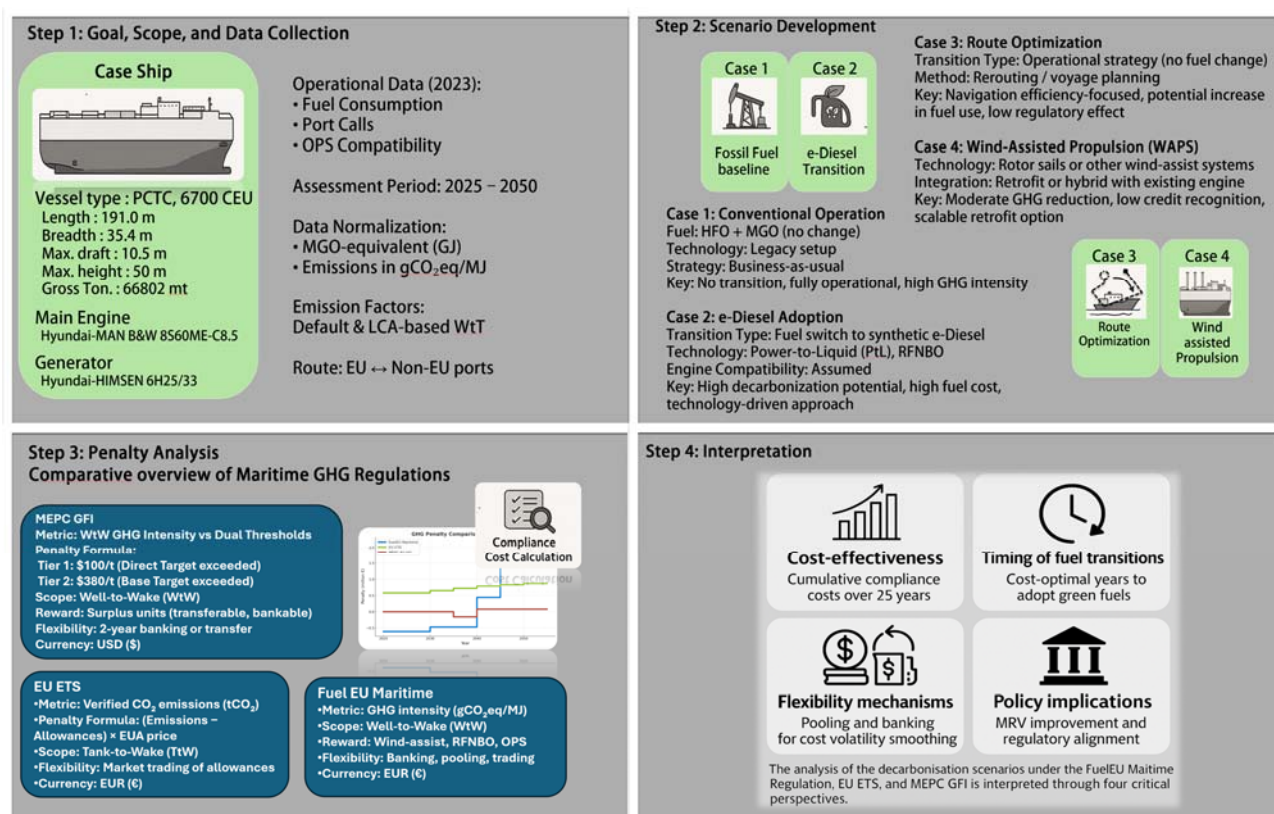 Step 1: Goal, Scope, and Data Collection
Case Ship
Vessel type : PCTC, 6700 CEU
Length : 191.0 m
Breadth : 35.4 m
Max. draft : 10.5 m
Max. height : 50 m
Gross Ton. : 66802 mt
Main Engine
Hyundai-MAN B&W 8S60ME-C8.5
Generator
Hyundai-HIMSEN 6H25/33
Operational Data (2023):
• Fuel Consumption
• Port Calls
• OPS Compatibility
Assessment Period: 2025 – 2050
Data Normalization:
• MGO-equivalent (GJ)
• Emissions in gCO₂eq/MJ
Emission Factors:
Default & LCA-based WtT
Route: EU ↔ Non-EU ports
Step 2: Scenario Development
Case 1
Fossil Fuel
baseline
Case 2
e-Diesel
Transition
Case 1: Conventional Operation
Fuel: HFO + MGO (no change)
Technology: Legacy setup
Strategy: Business-as-usual
Key: No transition, fully operational, high GHG intensity
Case 2: e-Diesel Adoption
Transition Type: Fuel switch to synthetic e-Diesel
Technology: Power-to-Liquid (PtL), RFNBO
Engine Compatibility: Assumed
Key: High decarbonization potential, high fuel cost,
technology-driven approach
Case 3: Route Optimization
Transition Type: Operational strategy (no fuel change)
Method: Rerouting / voyage planning
Key: Navigation efficiency-focused, potential increase
in fuel use, low regulatory effect
Case 4: Wind-Assisted Propulsion (WAPS)
Technology: Rotor sails or other wind-assist systems
Integration: Retrofit or hybrid with existing engine
Key: Moderate GHG reduction, low credit recognition,
scalable retrofit option
Case 3
Route
Optimization
Case 4
Wind
assisted
Propulsion
Step 3: Penalty Analysis
Comparative overview of Maritime GHG Regulations
MEPC GFI
Metric: WtW GHG Intensity vs Dual Thresholds
Penalty Formula:
Tier 1: $100/t (Direct Target exceeded)
Tier 2: $380/t (Base Target exceeded)
Scope: Well-to-Wake (WtW)
Reward: Surplus units (transferable, bankable)
Flexibility: 2-year banking or transfer
Currency: USD ($)
GHG Penalty Comparis
Compliance
Cost Calculation
EU ETS
•Metric: Verified CO₂ emissions (tCO₂)
•Penalty Formula: (Emissions −
Allowances) × EUA price
•Scope: Tank-to-Wake (TtW)
•Flexibility: Market trading of allowances
•Currency: EUR (€)
Fuel EU Maritime
•Metric: GHG intensity (gCO₂eq/MJ)
•Scope: Well-to-Wake (WtW)
•Reward: Wind-assist, RFNBO, OPS
•Flexibility: Banking, pooling, trading
•Currency: EUR (€)
Step 4: Interpretation
Cost-effectiveness
Cumulative compliance
costs over 25 years
Timing of fuel transitions
Cost-optimal years to
adopt green fuels
Flexibility mechanisms
Pooling and banking
for cost volatility smoothing
Policy implications
MRV improvement and
regulatory alignment
The analysis of the decarbonisation scenarios under the FuelEU Maitime
Regulation, EU ETS, and MEPC GFI is interpreted through four critical
perspectives.